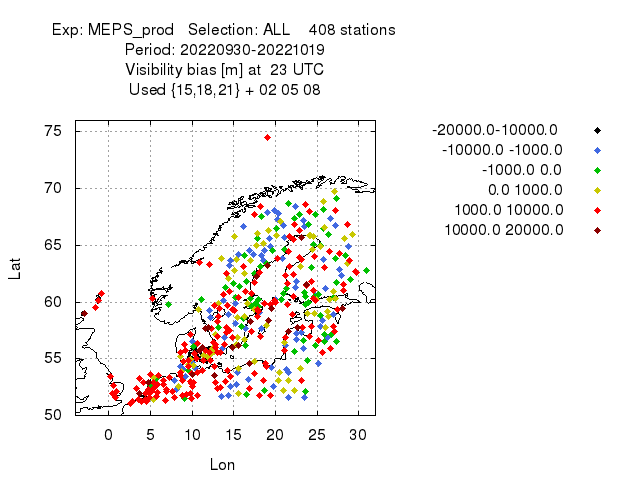 Exp: MEPS_prod   Selection: ALL    408 stations
Period: 20220930-20221019
Visibility bias [m] at  23 UTC
Used {15,18,21} + 02 05 08
-20000.0-10000.0
-10000.0 -1000.0
-1000.0 0.0
0.0 1000.0
1000.0 10000.0
10000.0 20000.0
75
70
65
60
55
50
Lat
0 5 10 15 20 25 30
Lon